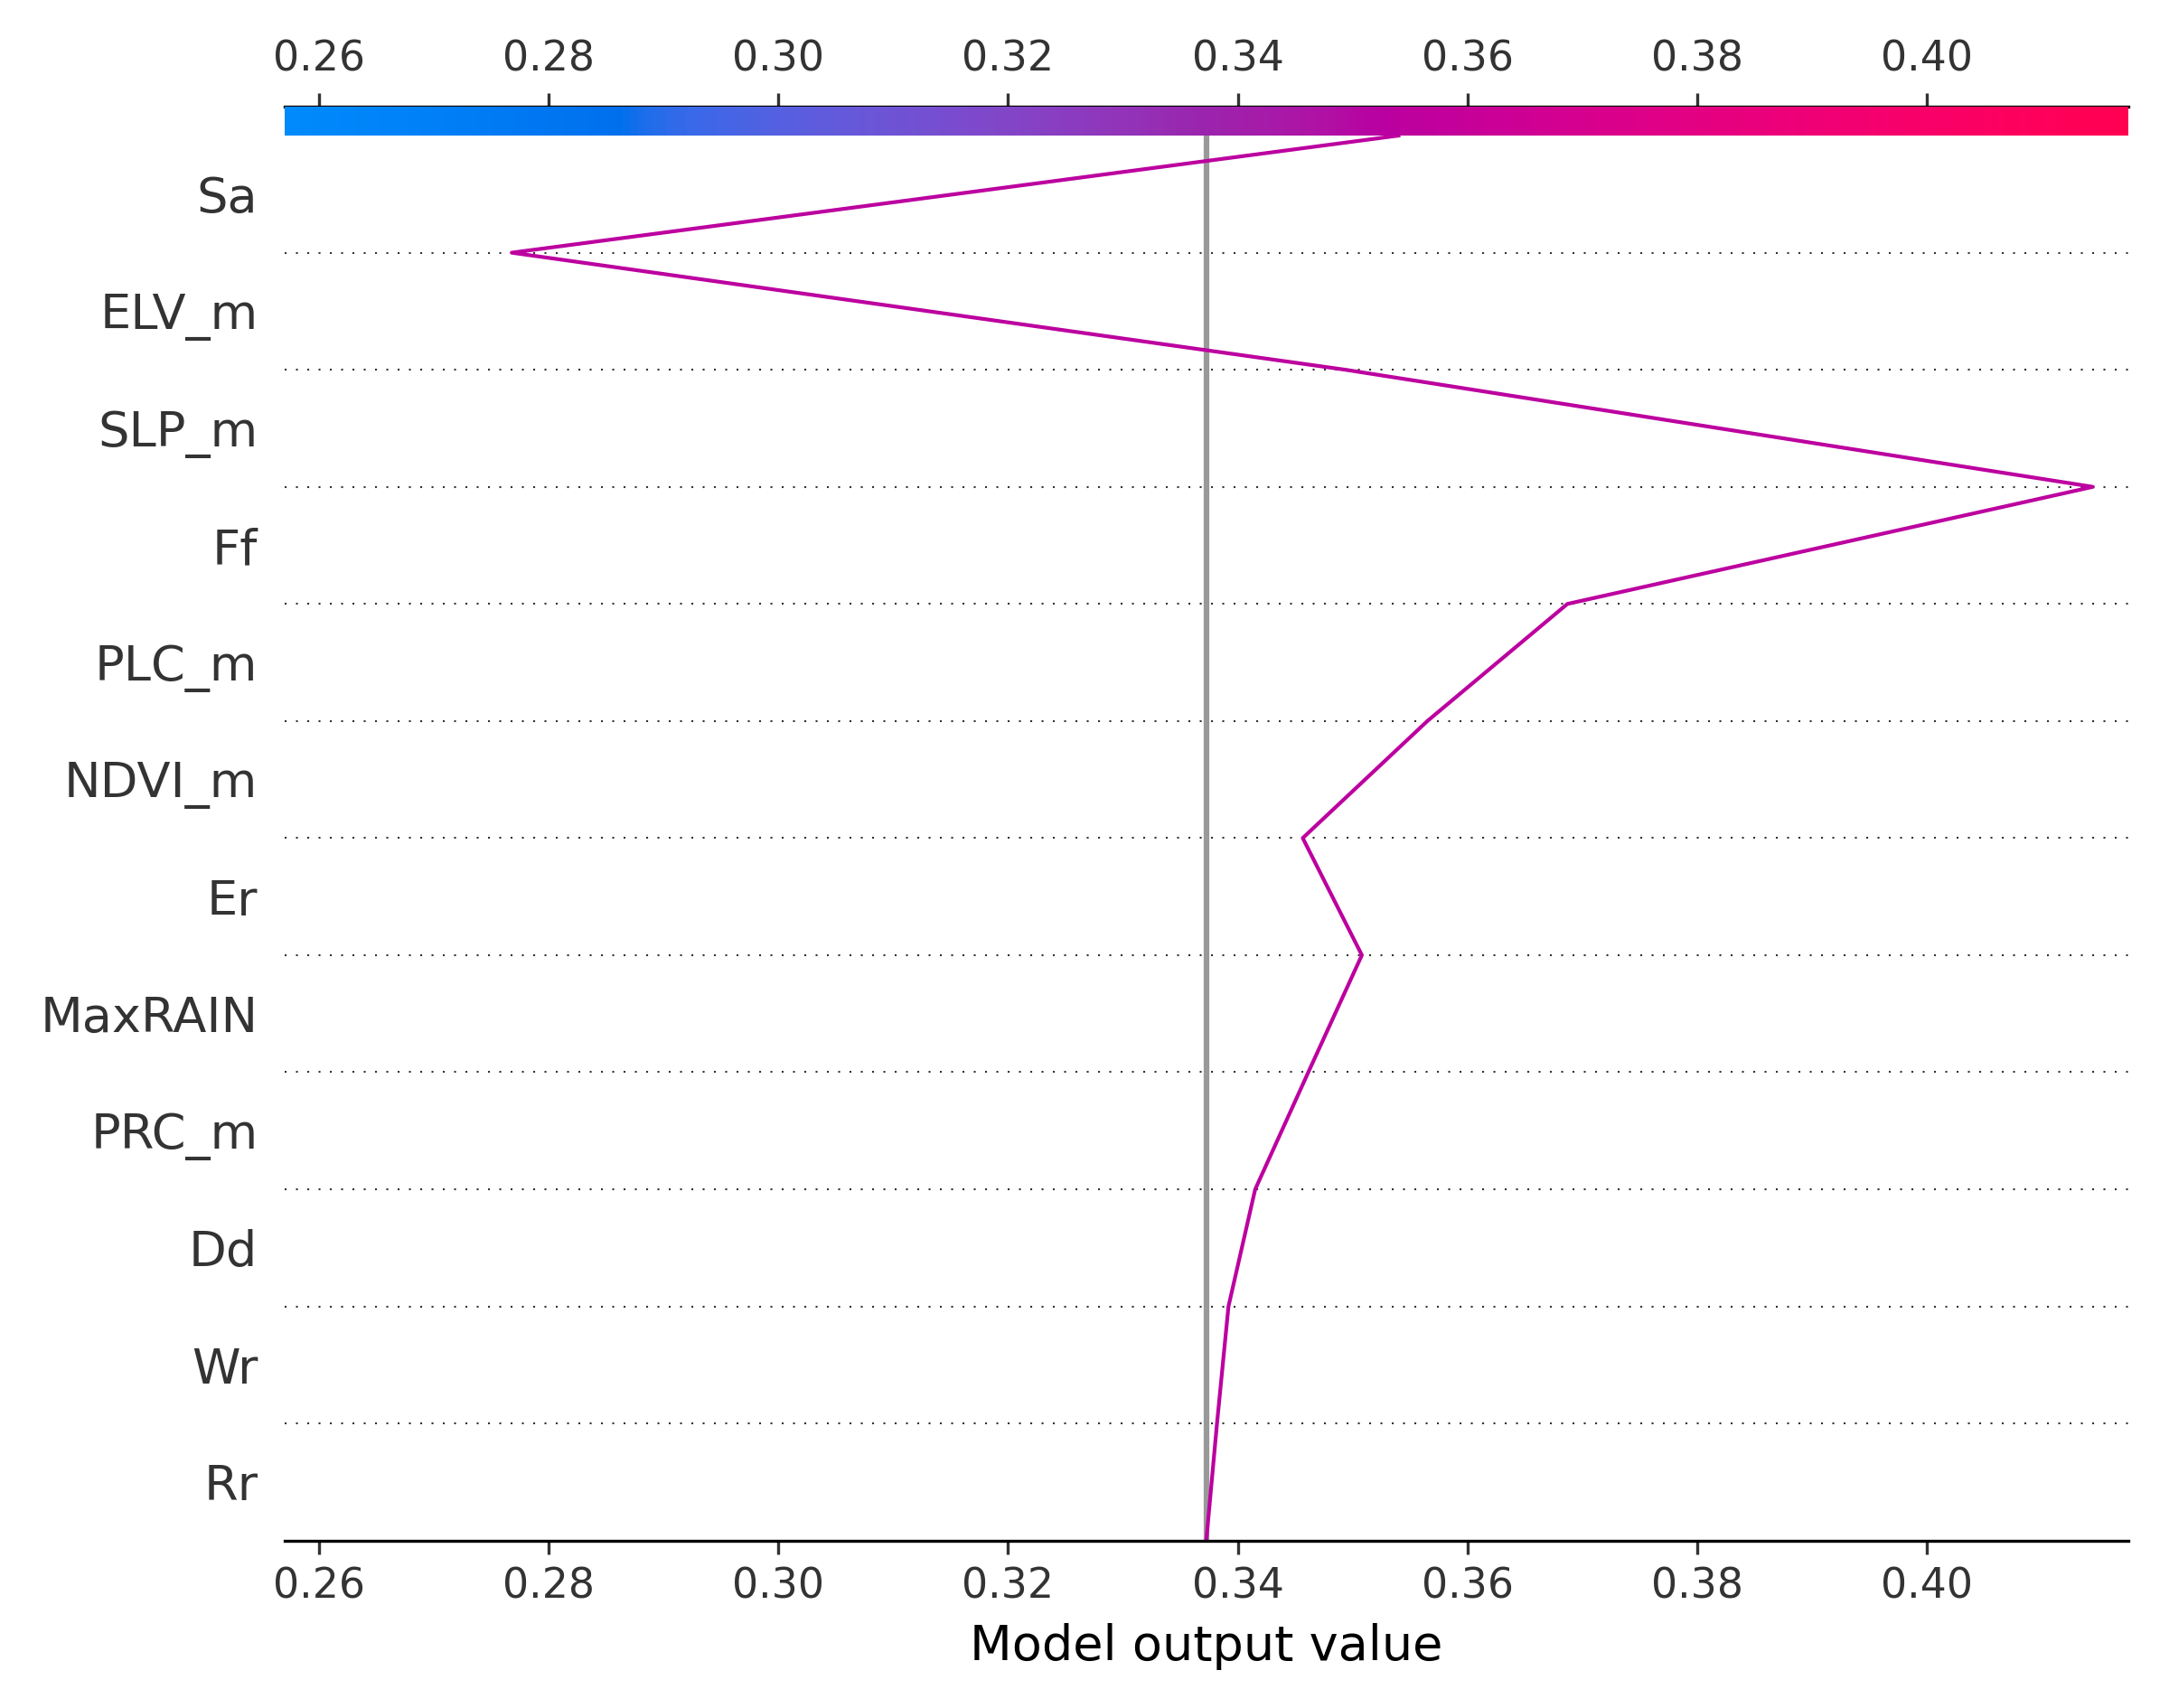 0.26 0.28 0.30 0.32 0.34 0.36 0.38 0.40
Sa
ELV_m
SLP_m
Ff
PLC_m
NDVI_m
Er
MaxRAIN
PRC_m
Dd
Wr
Rr
0.26 0.28 0.30 0.32 0.34 0.36 0.38 0.40
Model output value